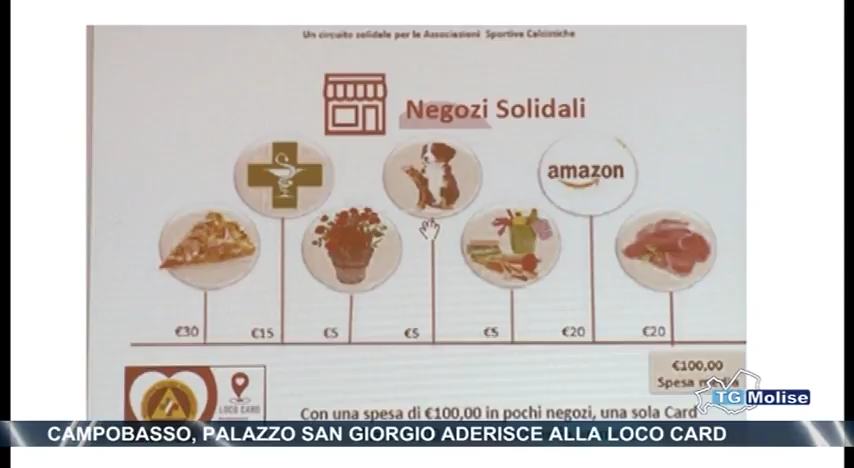 Un circuito solidale per le Associazioni Sportive Calcistiche
Negozi Solidali
amazon
€30
€15
€5
€5
€5
€20
€20
€100,00
Spesa media
LOCO CARD
Con una spesa di €100,00 in pochi negozi, una sola Card
TG Molise
CAMPOBASSO, PALAZZO SAN GIORGIO ADERISCE ALLA LOCO CARD